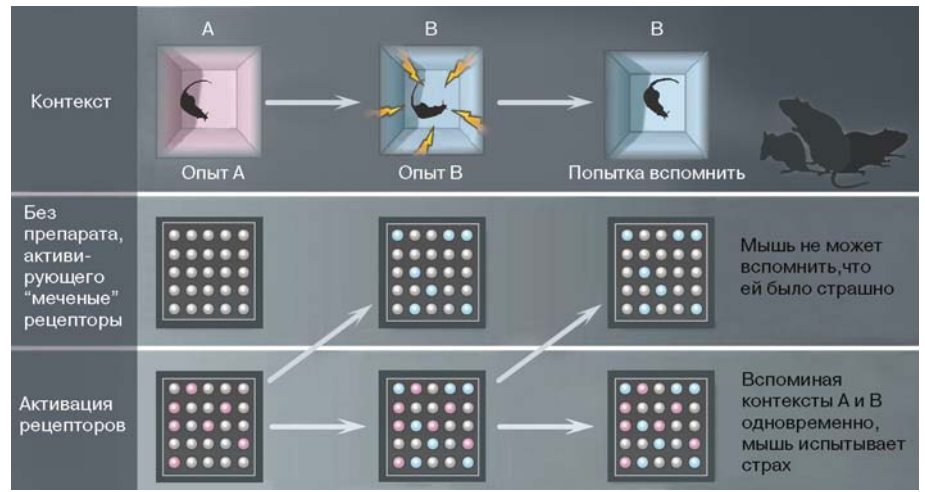 A
B
B
Контекст
Опыт А
Опыт В
Попытка вспомнить
Без
препарата,
активи-
рующего
“меченые”
рецепторы
Мышь не может
вспомнить,что
ей было страшно
Активация
рецепторов
Вспоминая
контексты А и В
одновременно,
мышь испытывает
страх